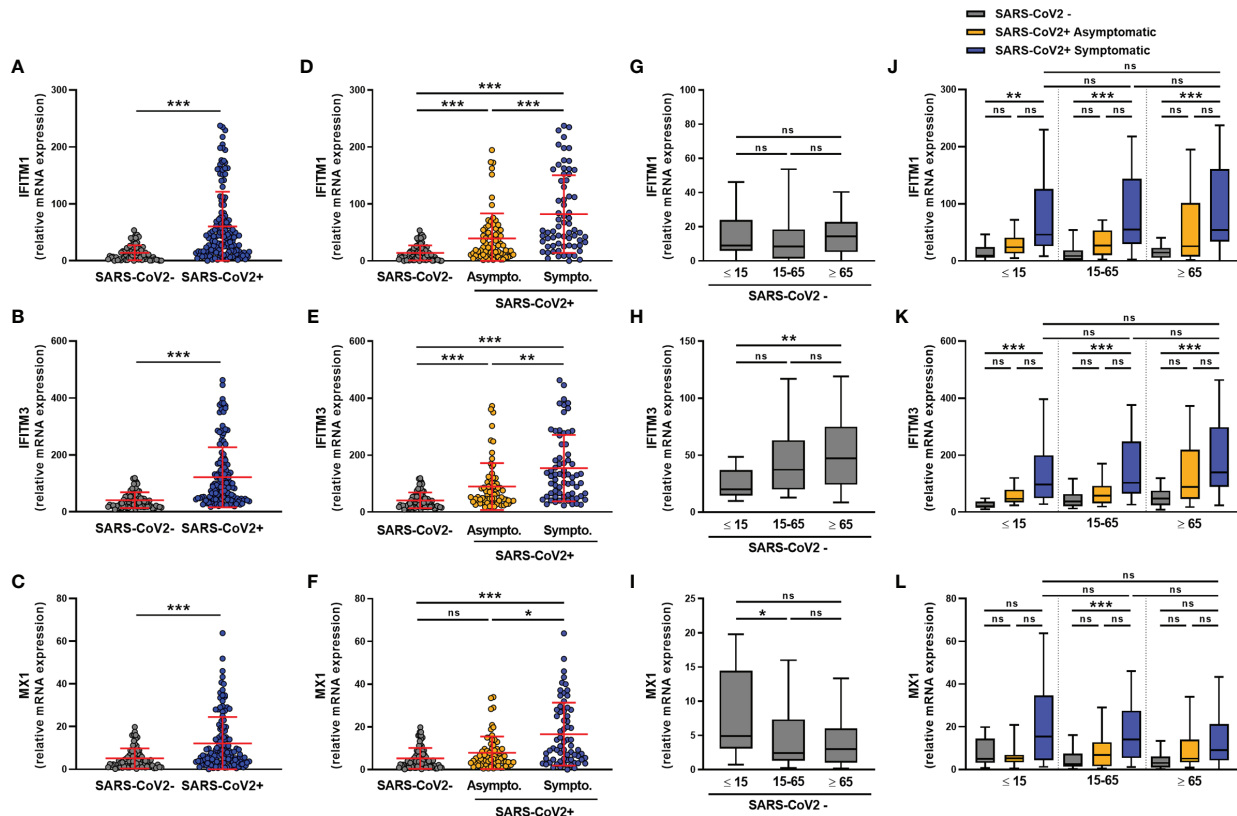 SARS-CoV2 -
SARS-CoV2+ Asymptomatic
SARS-CoV2+ Symptomatic
A
IFITM1
(relative mRNA expression)
300
200
100
0
***
SARS-CoV2- SARS-CoV2+
D
IFITM1
(relative mRNA expression)
300
200
100
0
***
*** ***
SARS-CoV2- Asympto. Sympto.
SARS-CoV2+
G
IFITM1
(relative mRNA expression)
100
80
60
40
20
0
ns
ns ns
≤ 15 15-65 ≥ 65
SARS-CoV2 -
J
IFITM1
(relative mRNA expression)
300
200
100
0
ns
ns ns
** *** ***
ns ns ns ns ns ns
≤ 15 15-65 ≥ 65
B
IFITM3
(relative mRNA expression)
600
400
200
0
***
SARS-CoV2- SARS-CoV2+
E
IFITM3
(relative mRNA expression)
600
400
200
0
***
*** **
SARS-CoV2- Asympto. Sympto.
SARS-CoV2+
H
IFITM3
(relative mRNA expression)
150
100
50
0
**
ns ns
≤ 15 15-65 ≥ 65
SARS-CoV2 -
K
IFITM3
(relative mRNA expression)
600
400
200
0
ns
ns ns
*** *** ***
ns ns ns ns ns ns
≤ 15 15-65 ≥ 65
C
MX1
(relative mRNA expression)
80
60
40
20
0
***
SARS-CoV2- SARS-CoV2+
F
MX1
(relative mRNA expression)
80
60
40
20
0
***
ns *
SARS-CoV2- Asympto. Sympto.
SARS-CoV2+
I
MX1
(relative mRNA expression)
25
20
15
10
5
0
ns
* ns
≤ 15 15-65 ≥ 65
SARS-CoV2 -
L
MX1
(relative mRNA expression)
80
60
40
20
0
ns
ns ns
ns *** ns
ns ns ns ns ns ns
≤ 15 15-65 ≥ 65